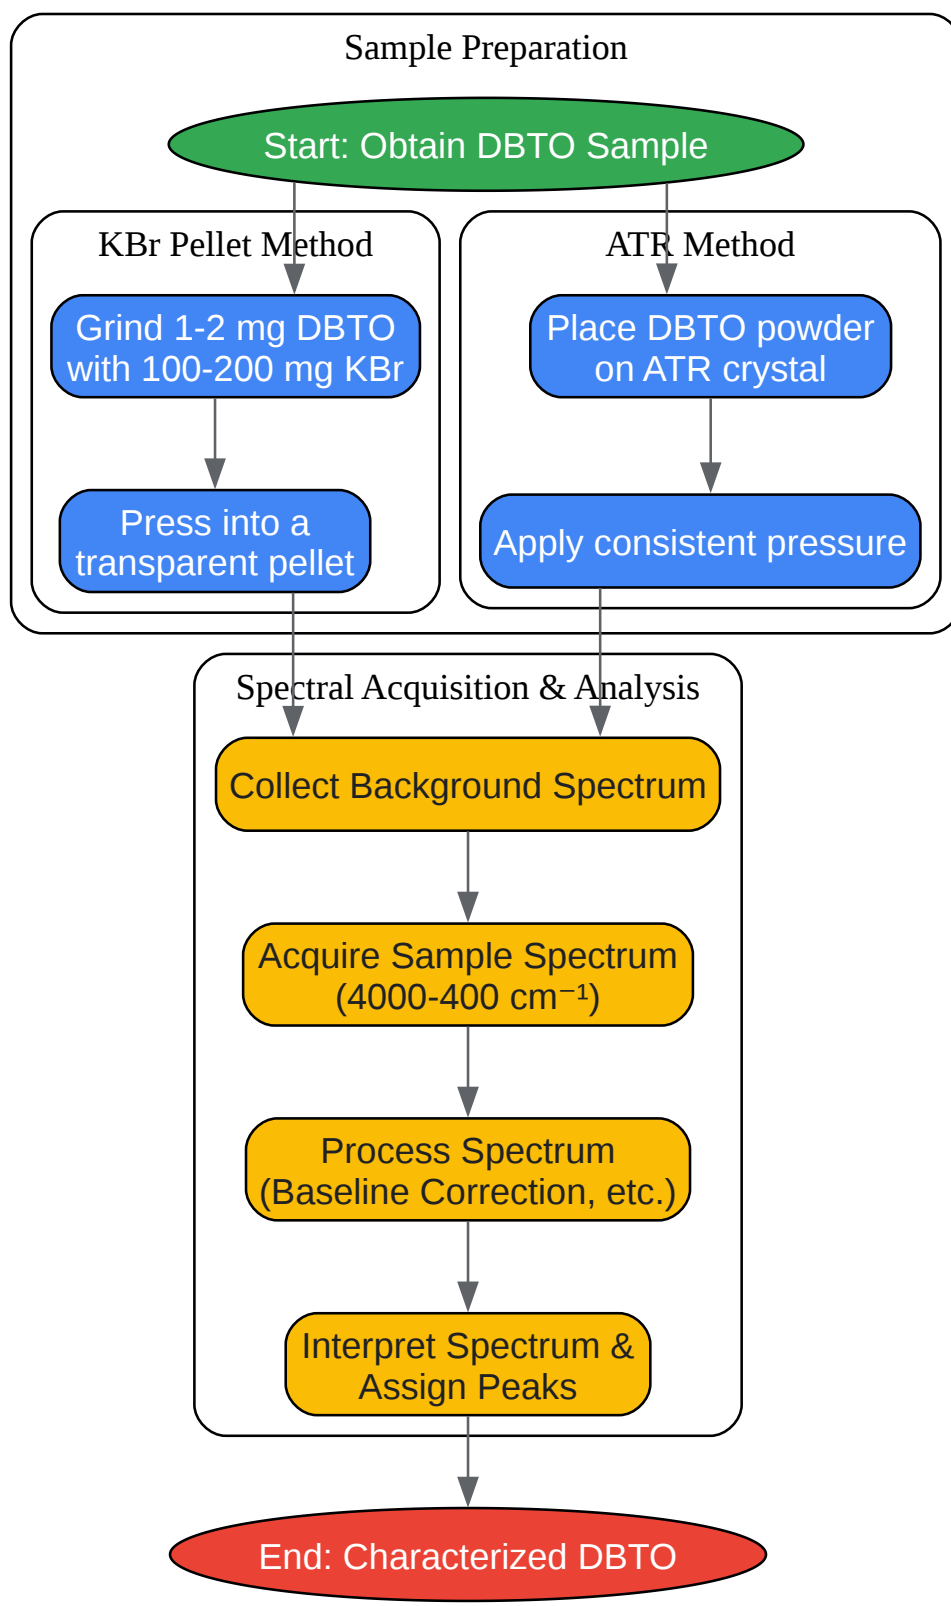 Sample Preparation
Start: Obtain DBTO Sample
KBr Pellet Method
Grind 1-2 mg DBTO
with 100-200 mg KBr
Press into a
transparent pellet
ATR Method
Place DBTO powder
on ATR crystal
Apply consistent pressure
Spectral Acquisition & Analysis
Collect Background Spectrum
Acquire Sample Spectrum
(4000-400 cm⁻¹)
Process Spectrum
(Baseline Correction, etc.)
Interpret Spectrum &
Assign Peaks
End: Characterized DBTO